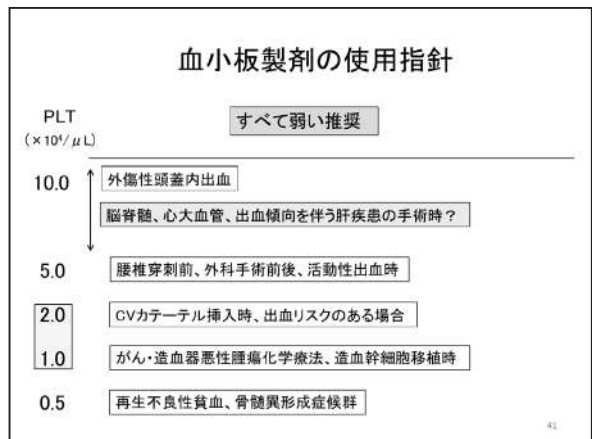 血小板製剤の使用指針
PLT
(×10⁴/μL)
すべて弱い推奨
10.0
外傷性頭蓋内出血
脳脊髄、心大血管、出血傾向を伴う肝疾患の手術時？
5.0
腰椎穿刺前、外科手術前後、活動性出血時
2.0
CVカテーテル挿入時、出血リスクのある場合
1.0
がん・造血器悪性腫瘍化学療法、造血幹細胞移植時
0.5
再生不良性貧血、骨髄異形成症候群
41